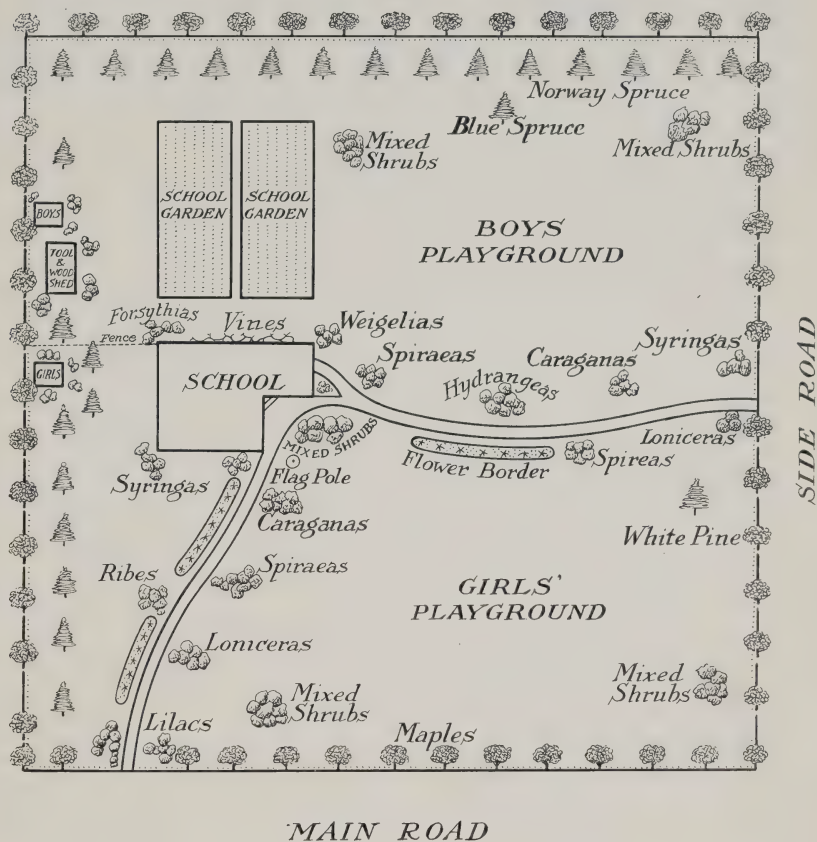 Norway Spruce
Blue Spruce
Mixed
Shrubs
Mixed
Shrubs
SCHOOL
GARDEN
SCHOOL
GARDEN
BOYS
BOYS
PLAYGROUND
TOOL
&
WOOD
SHED
Forsythias
Vines
Weigelias
Fence
Syringas
Spiraeas
Caraganas
GIRLS
SCHOOL
Hydrangeas
MIXED SHRUBS
Loniceras
Flower Border
Spireas
Syringas
Flag Pole
Caraganas
White Pine
SIDE ROAD
Ribes
Spiraeas
GIRLS'
PLAYGROUND
Loniceras
Mixed
Shrubs
Mixed
Shrubs
Lilacs
Maples
MAIN ROAD